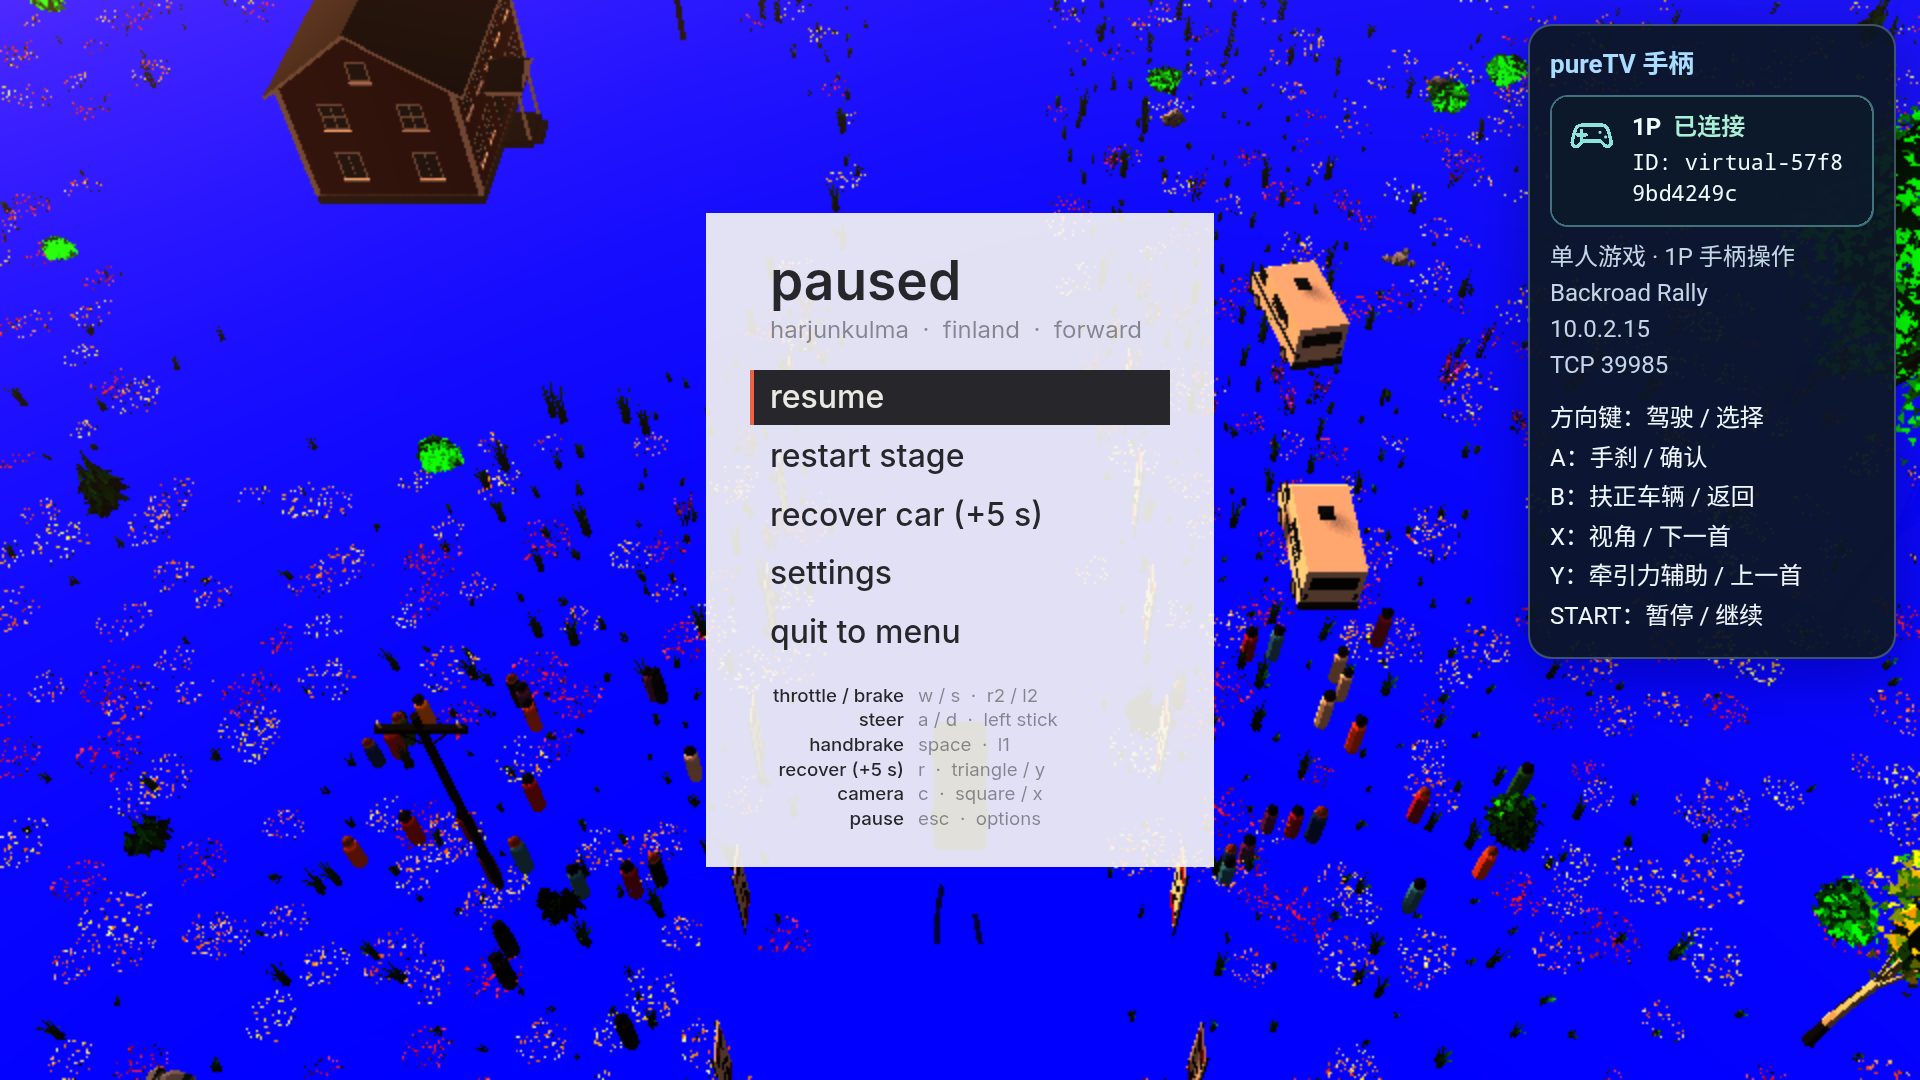 paused
harjunkulma · finland · forward
resume
restart stage
recover car (+5 s)
settings
quit to menu
throttle / brake w / s · r2 / l2
steer a / d · left stick
handbrake space · l1
recover (+5 s) r · triangle / y
camera c · square / x
pause esc · options
pureTV 手柄
1P 已连接
ID: virtual-57f8
9bd4249c
单人游戏 · 1P 手柄操作
Backroad Rally
10.0.2.15
TCP 39985
方向键：驾驶 / 选择
A：手刹 / 确认
B：扶正车辆 / 返回
X：视角 / 下一首
Y：牵引力辅助 / 上一首
START：暂停 / 继续